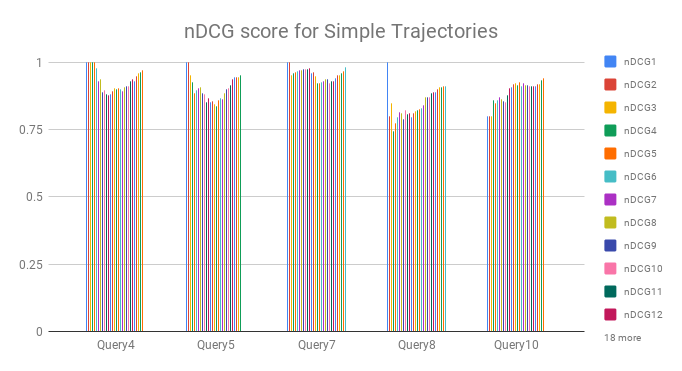 nDCG score for Simple Trajectories
1
0.75
0.5
0.25
0
Query4
Query5
Query7
Query8
Query10
nDCG1
nDCG2
nDCG3
nDCG4
nDCG5
nDCG6
nDCG7
nDCG8
nDCG9
nDCG10
nDCG11
nDCG12
18 more